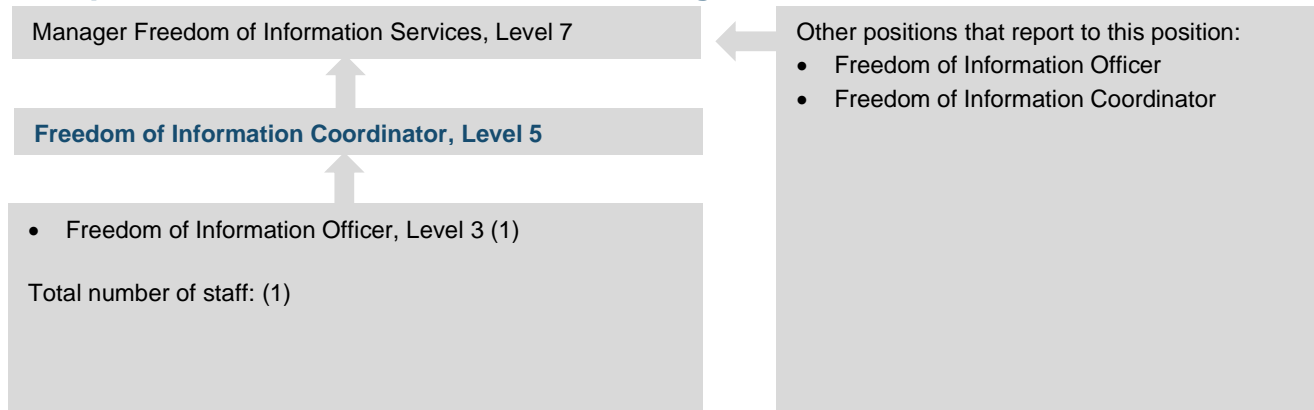 Manager Freedom of Information Services, Level 7
Freedom of Information Coordinator, Level 5
• Freedom of Information Officer, Level 3 (1)
Total number of staff: (1)
Other positions that report to this position:
• Freedom of Information Officer
• Freedom of Information Coordinator